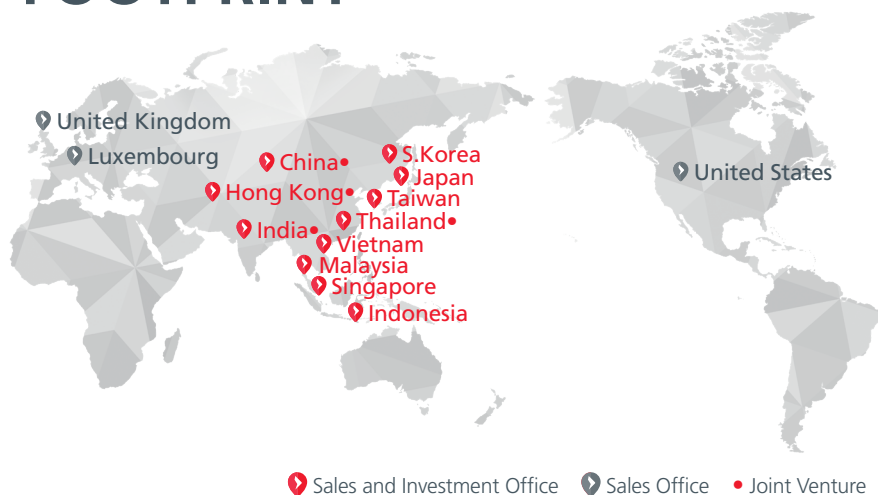 FOOTPRINT
United Kingdom
Luxembourg
China•
S.Korea
Japan
Hong Kong•
Taiwan
United States
Thailand•
India•
Vietnam
Malaysia
Singapore
Indonesia
Sales and Investment Office Sales Office • Joint Venture